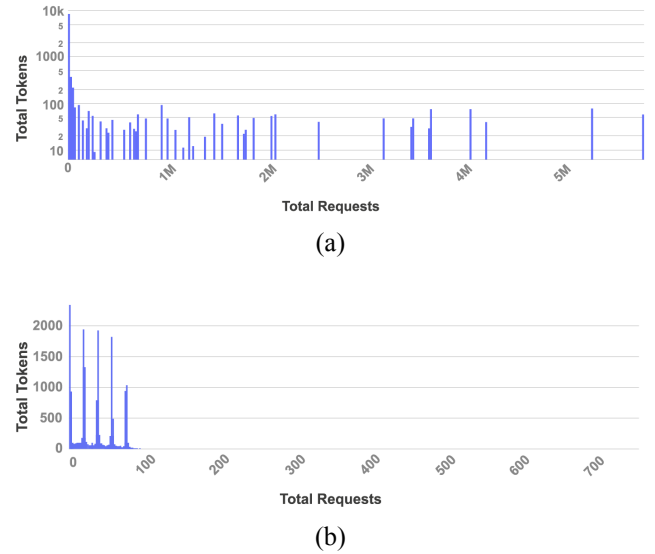 10k
5
2
1000
5
2
100
5
2
10
Total Tokens
0
1M
2M
3M
4M
5M
Total Requests
(a)
2000
1500
1000
500
0
Total Tokens
0
100
200
300
400
500
600
700
Total Requests
(b)